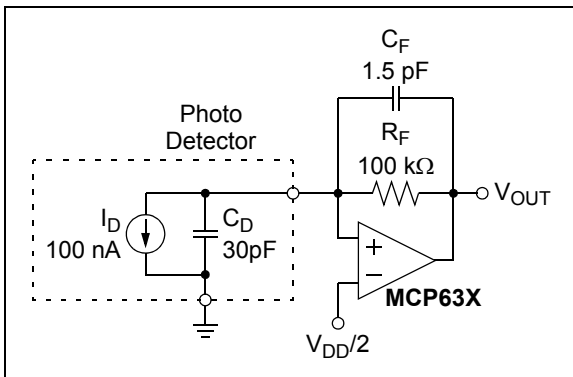 C_F
1.5 pF
Photo
Detector
R_F
100 kΩ
V_OUT
I_D
100 nA
C_D
30pF
+
−
MCP63X
V_DD/2